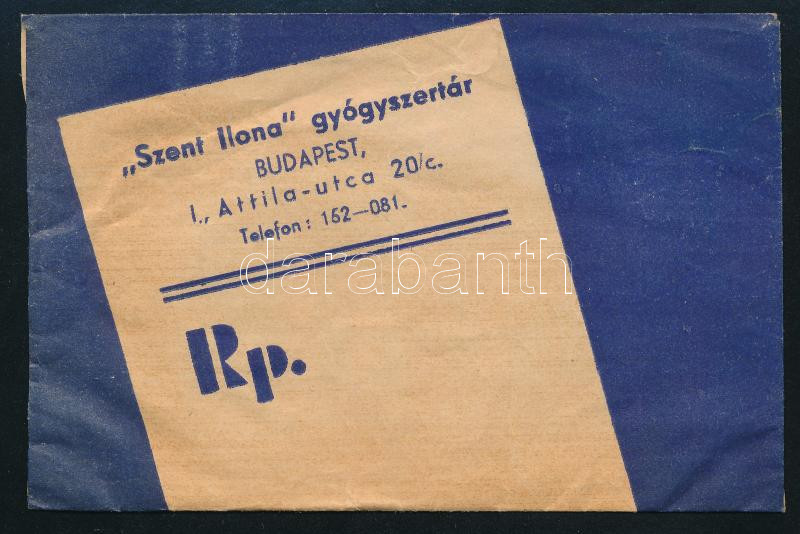 „Szent Ilona" gyógyszertár
BUDAPEST,
I., Attila-utca 20/c.
Telefon: 152—081.
darabanth
Rp.